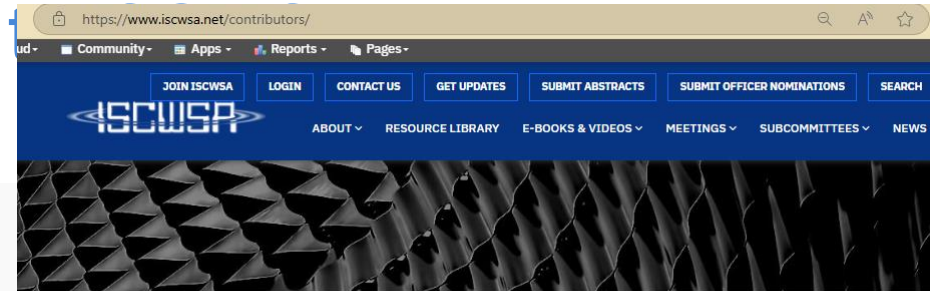 https://www.iscwsa.net/contributors/
ud Community Apps Reports Pages
JOIN ISCWSA LOGIN CONTACT US GET UPDATES SUBMIT ABSTRACTS SUBMIT OFFICER NOMINATIONS SEARCH
ISCWSA
ABOUT RESOURCE LIBRARY E-BOOKS & VIDEOS MEETINGS SUBCOMMITTEES NEWS